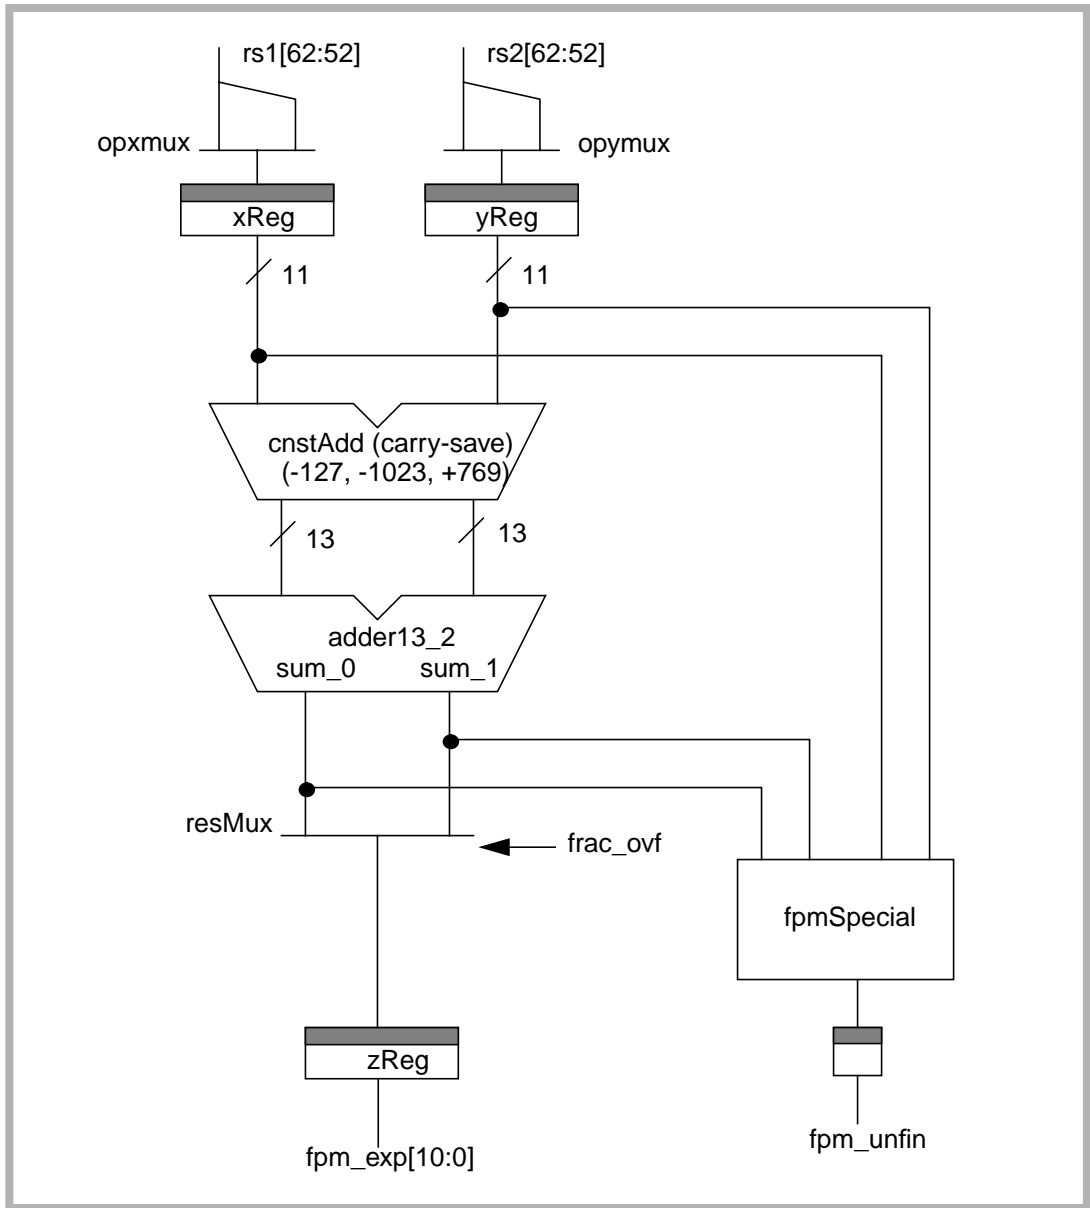 rs1[62:52]
rs2[62:52]
opxmux
opymux
xReg
yReg
11
11
cnstAdd (carry-save)
(-127, -1023, +769)
13
13
adder13_2
sum_0
sum_1
resMux
frac_ovf
fpmSpecial
zReg
fpm_unfin
fpm_exp[10:0]